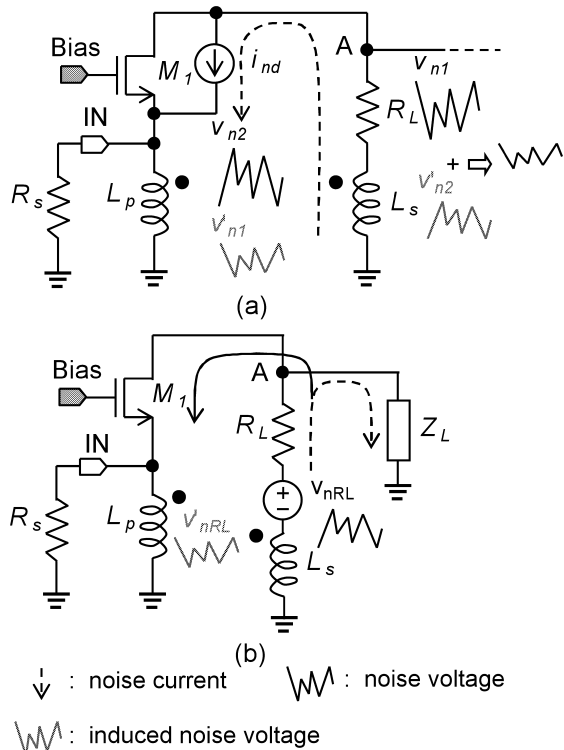 A
Bias
M1
ind
vn1
IN
vn2
RL
+
Rs
Lp
v'n2
Ls
v'n1
(a)
Bias
M1
A
RL
ZL
IN
+
−
vnRL
Rs
Lp
v'nRL
Ls
(b)
: noise current
: noise voltage
: induced noise voltage